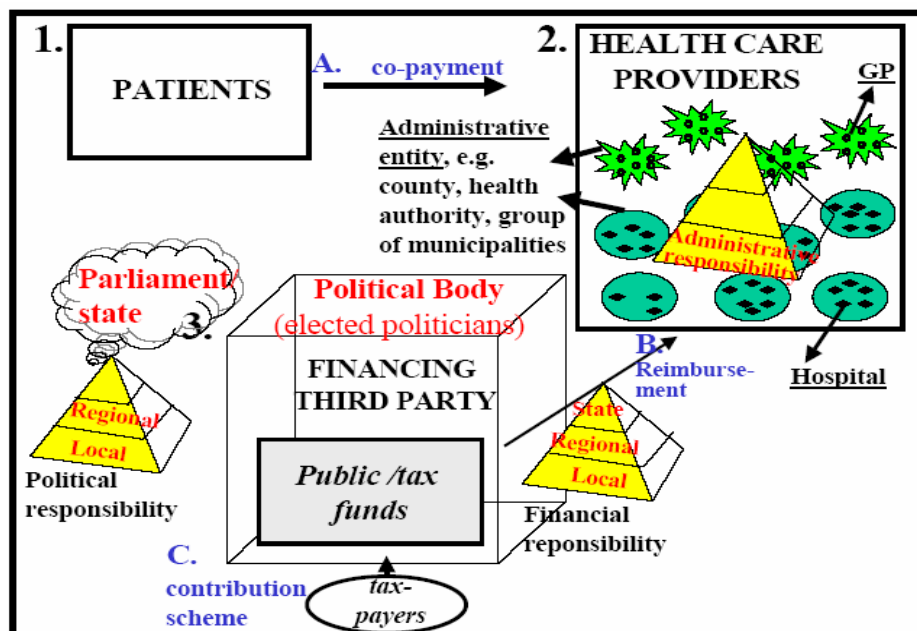 1.
PATIENTS
A.
co-payment
2.
HEALTH CARE
PROVIDERS
GP
Administrative
entity, e.g.
county, health
authority, group
of municipalities
Administrative
responsibility
Hospital
Parliament/
state
3.
Political Body
(elected politicians)
FINANCING
THIRD PARTY
Public /tax
funds
B.
Reimburse-
ment
Regional
Local
Political
responsibility
State
Regional
Local
Financial
reponsibility
C.
contribution
scheme
tax-
payers